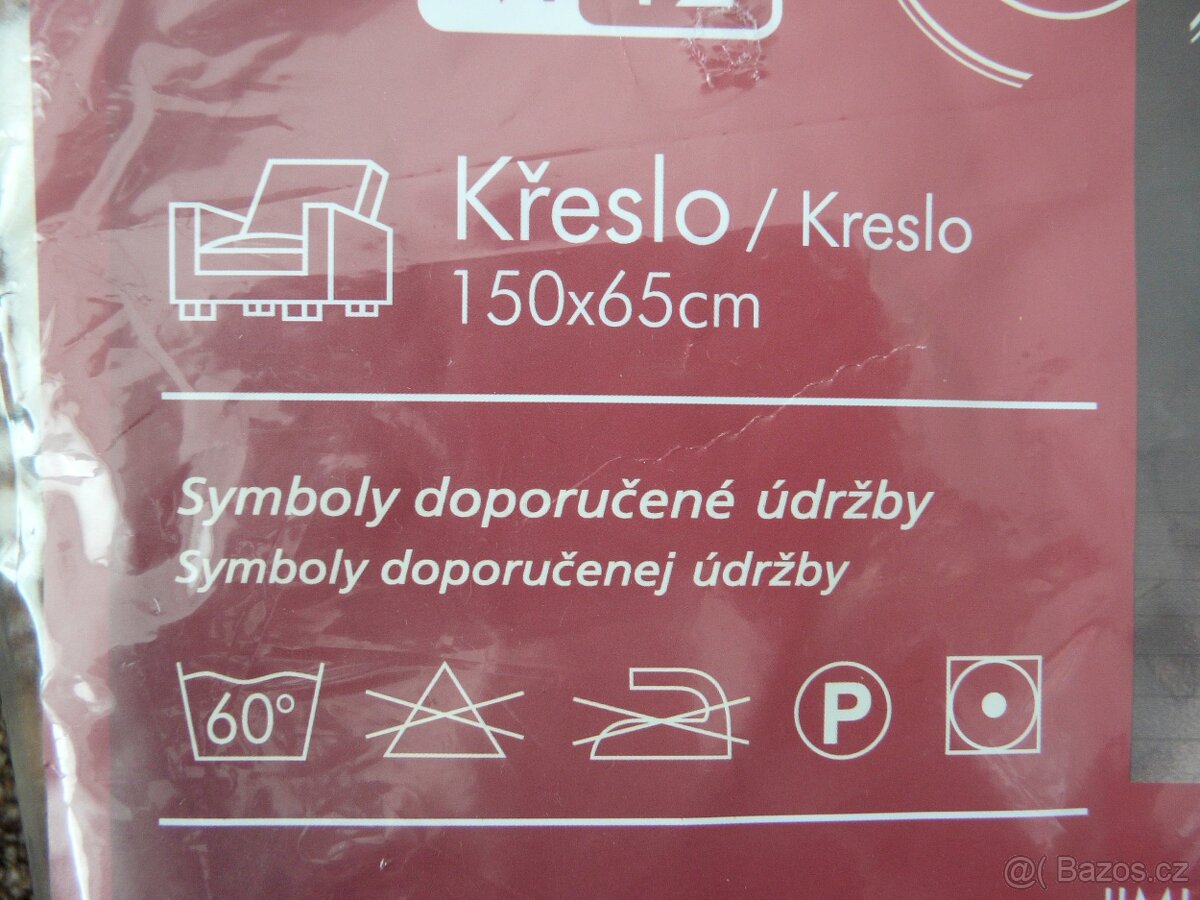 Křeslo / Kreslo
150x65cm
Symboly doporučené údržby
Symboly doporučenej údržby
60°
P
@( Bazos.cz